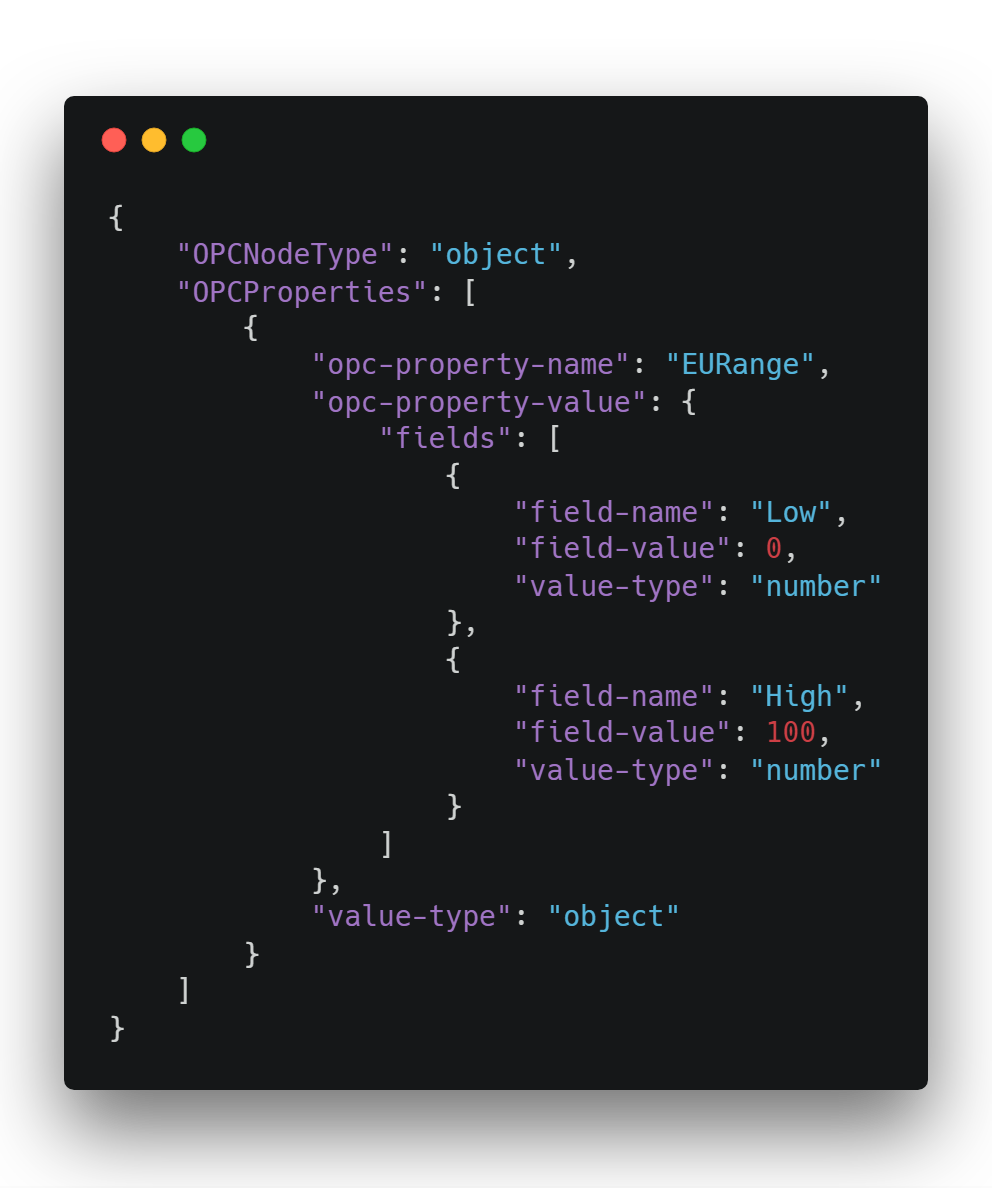 {
    "OPCNodeType": "object",
    "OPCProperties": [
        {
            "opc-property-name": "EURange",
            "opc-property-value": {
                "fields": [
                    {
                        "field-name": "Low",
                        "field-value": 0,
                        "value-type": "number"
                    },
                    {
                        "field-name": "High",
                        "field-value": 100,
                        "value-type": "number"
                    }
                ]
            },
            "value-type": "object"
        }
    ]
}